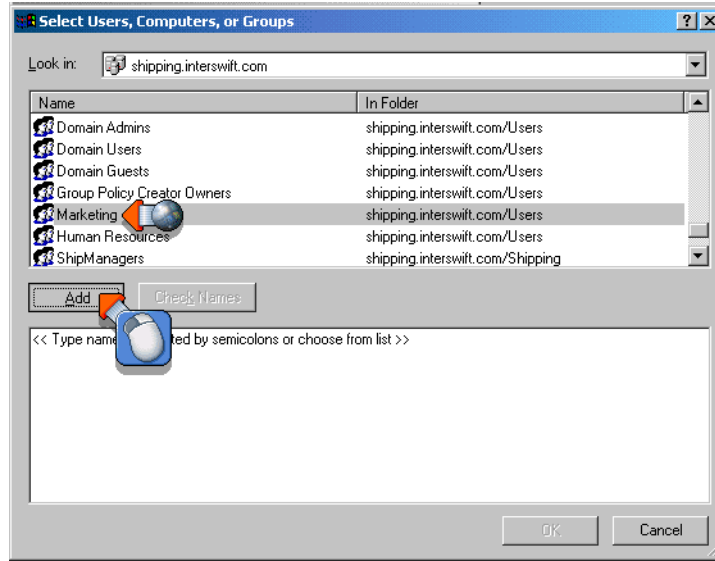 Select Users, Computers, or Groups
Look in: shipping.interswift.com
Name In Folder
Domain Admins shipping.interswift.com/Users
Domain Users shipping.interswift.com/Users
Domain Guests shipping.interswift.com/Users
Group Policy Creator Owners shipping.interswift.com/Users
Marketing shipping.interswift.com/Users
Human Resources shipping.interswift.com/Users
ShipManagers shipping.interswift.com/Shipping
Add Check Names
<< Type name ted by semicolons or choose from list >>
OK Cancel